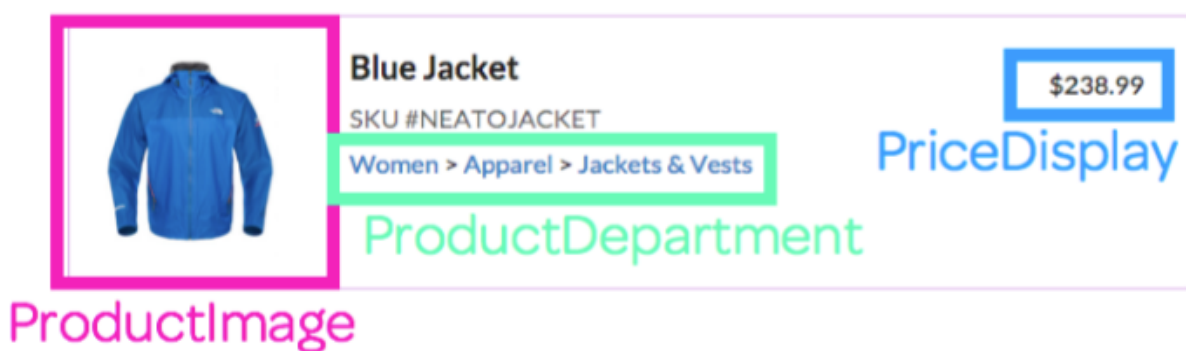 Blue Jacket
$238.99
SKU #NEATOJACKET
PriceDisplay
Women > Apparel > Jackets & Vests
ProductDepartment
ProductImage